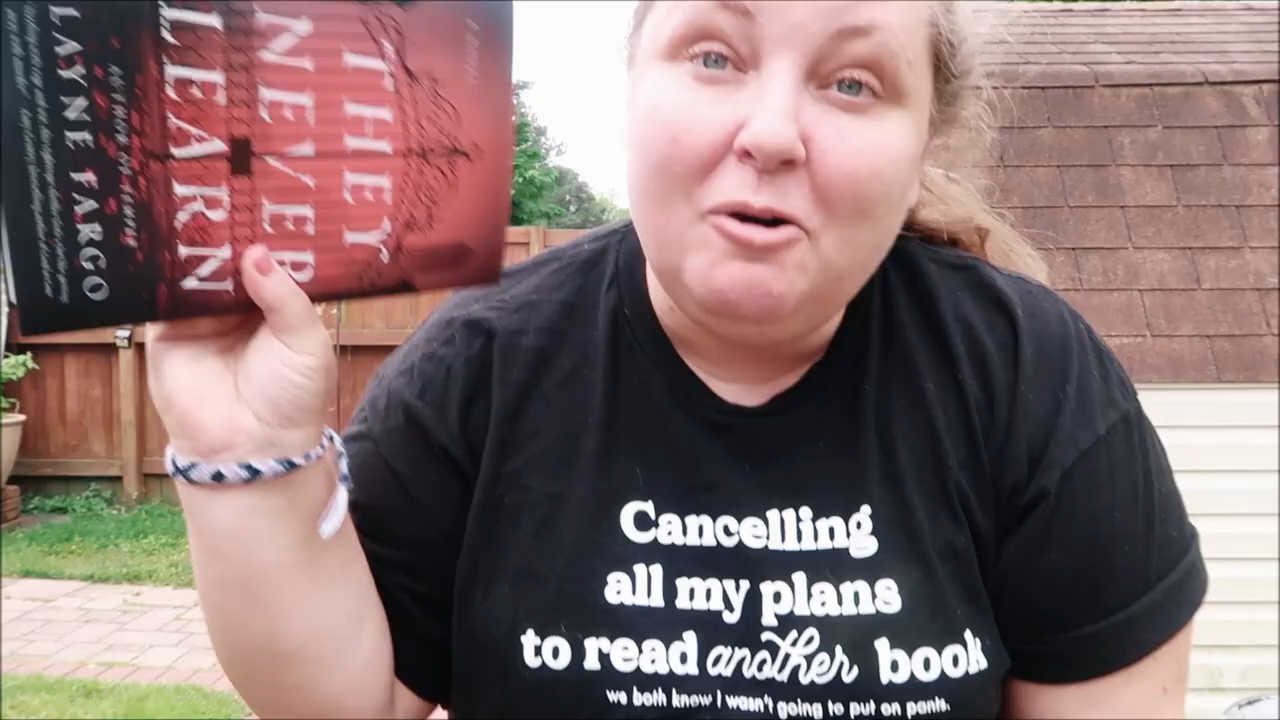 A NOVEL
THEY
NEVER
LEARN
LAYNE FARGO
Cancelling
all my plans
to read another book
we both know I wasn't going to put on pants.